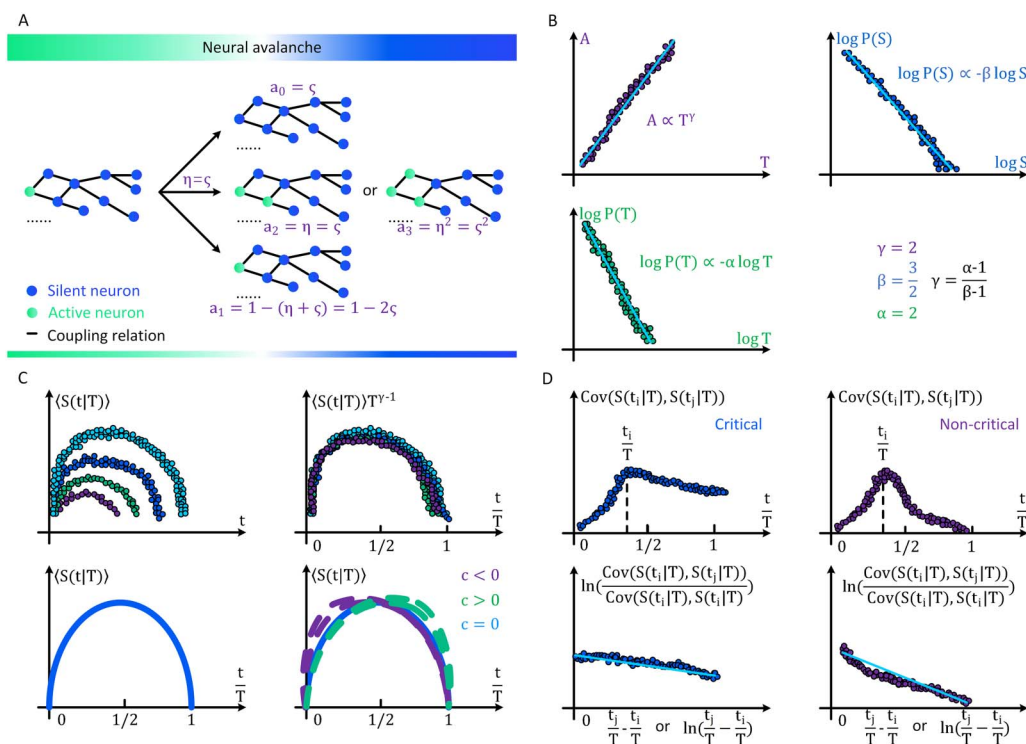 A
Neural avalanche
a₀ = ς
......
η=ς
or
......
......
......
a₂ = η = ς
a₃ = η² = ς²
......
a₁ = 1 − (η + ς) = 1 − 2ς
Silent neuron
Active neuron
Coupling relation
B
A
A ∝ T^γ
T
log P(S)
log P(S) ∝ -β log S
log S
log P(T)
log P(T) ∝ -α log T
log T
γ = 2
β = 3/2
α = 2
γ = (α-1)/(β-1)
C
⟨S(t|T)⟩
t
⟨S(t|T)⟩T^γ-1
t/T
0 1/2 1
⟨S(t|T)⟩
t/T
0 1/2 1
⟨S(t|T)⟩
c < 0
c > 0
c = 0
t/T
0 1/2 1
D
Cov(S(tᵢ|T), S(tⱼ|T))
Critical
tᵢ/T
t/T
0 1/2 1
Cov(S(tᵢ|T), S(tⱼ|T))
Non-critical
tᵢ/T
t/T
0 1/2 1
ln(Cov(S(tᵢ|T), S(tⱼ|T))/Cov(S(tᵢ|T), S(tᵢ|T))
0 tⱼ/T - tᵢ/T or ln(tⱼ/T − tᵢ/T)
ln(Cov(S(tᵢ|T), S(tⱼ|T))/Cov(S(tᵢ|T), S(tᵢ|T))
0 tⱼ/T - tᵢ/T or ln(tⱼ/T − tᵢ/T)